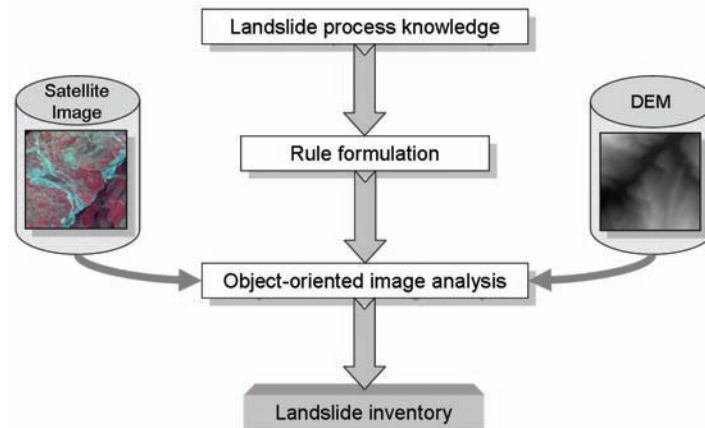 Landslide process knowledge
Satellite
Image
DEM
Rule formulation
Object-oriented image analysis
Landslide inventory